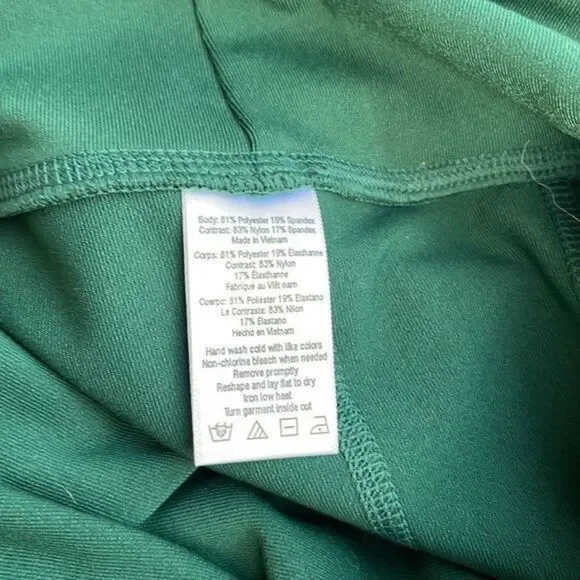 Body: 81% Polyester 19% Spandex
Contrast: 83% Nylon 17% Spandex
Made in Vietnam
Corps: 81% Polyester 19% Élasthanne
Contrast: 83% Nylon
17% Élasthanne
Fabriqué au Viêt nam
Cuerpo: 81% Poliéster 19% Elastano
Le Contraste: 83% Nilon
17% Elastano
Hecho en Vietnam
Hand wash cold with like colors
Non-chlorine bleach when needed
Remove promptly
Reshape and lay flat to dry
Iron low heat
Turn garment inside out